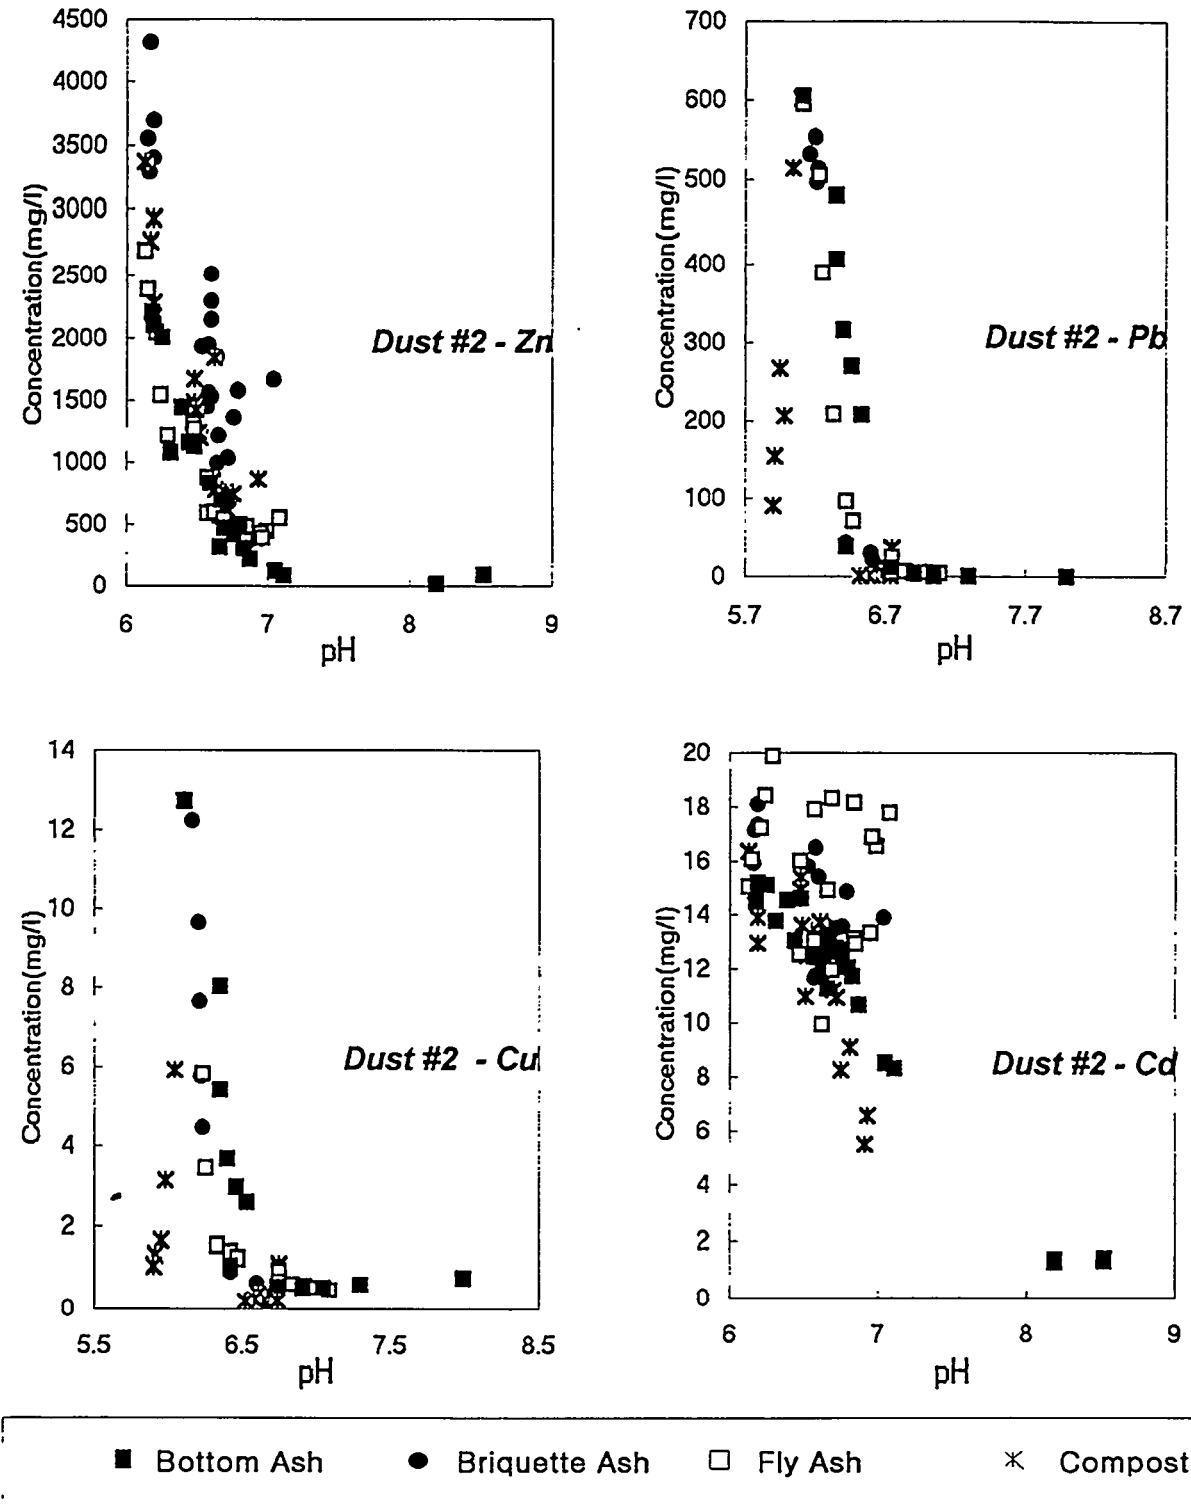 4500
4000
3500
3000
2500
2000
1500
1000
500
0
Concentration(mg/l)
Dust #2 - Zn
6 7 8 9
pH
700
600
500
400
300
200
100
0
Concentration(mg/l)
Dust #2 - Pb
5.7 6.7 7.7 8.7
pH
14
12
10
8
6
4
2
0
Concentration(mg/l)
Dust #2 - Cu
5.5 6.5 7.5 8.5
pH
20
18
16
14
12
10
8
6
4
2
0
Concentration(mg/l)
Dust #2 - Cd
6 7 8 9
pH
Bottom Ash Briquette Ash Fly Ash Compost